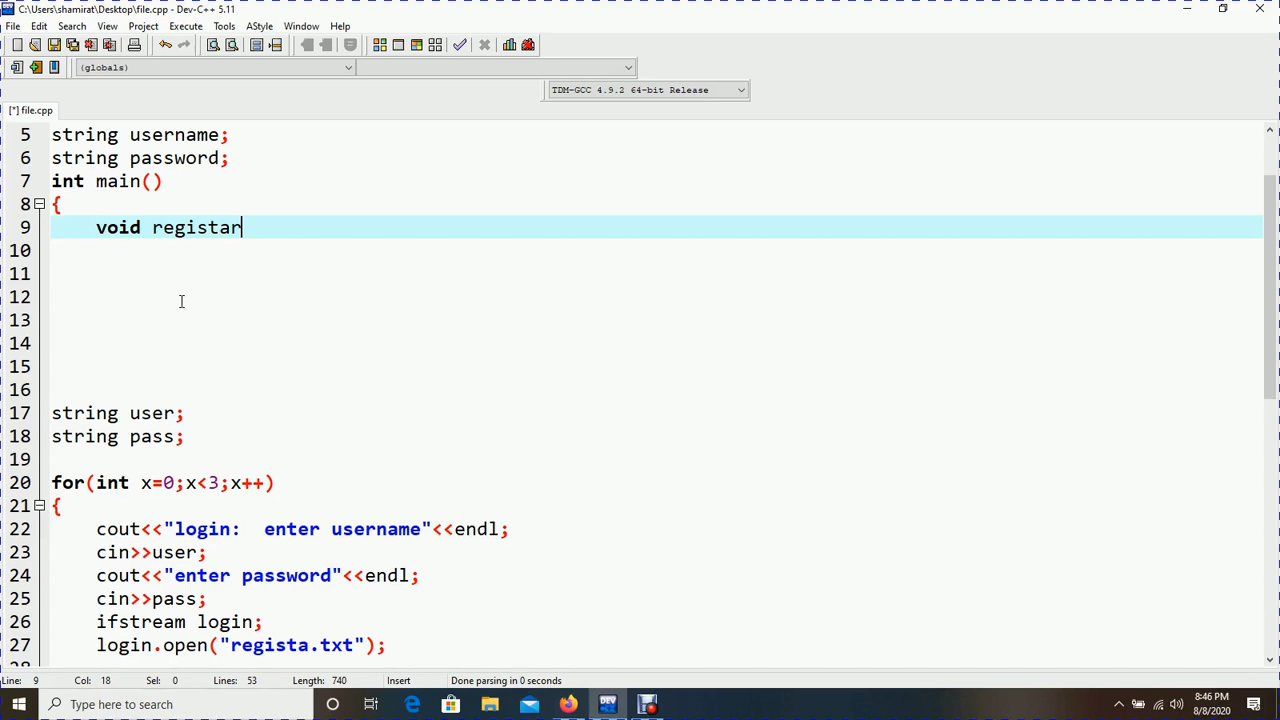 C:\Users\shamirat\Desktop\file.cpp - Dev-C++ 5.11
File Edit Search View Project Execute Tools AStyle Window Help
(globals)
TDM-GCC 4.9.2 64-bit Release
[*] file.cpp
5 string username;
6 string password;
7 int main()
8 {
9 void registar
10
11
12
13
14
15
16
17 string user;
18 string pass;
19
20 for(int x=0;x<3;x++)
21 {
22 cout<<"login:  enter username"<<endl;
23 cin>>user;
24 cout<<"enter password"<<endl;
25 cin>>pass;
26 ifstream login;
27 login.open("regista.txt");
Line: 9 Col: 18 Sel: 0 Lines: 53 Length: 740 Insert Done parsing in 0 seconds
Type here to search
DEV
8:46 PM
8/8/2020